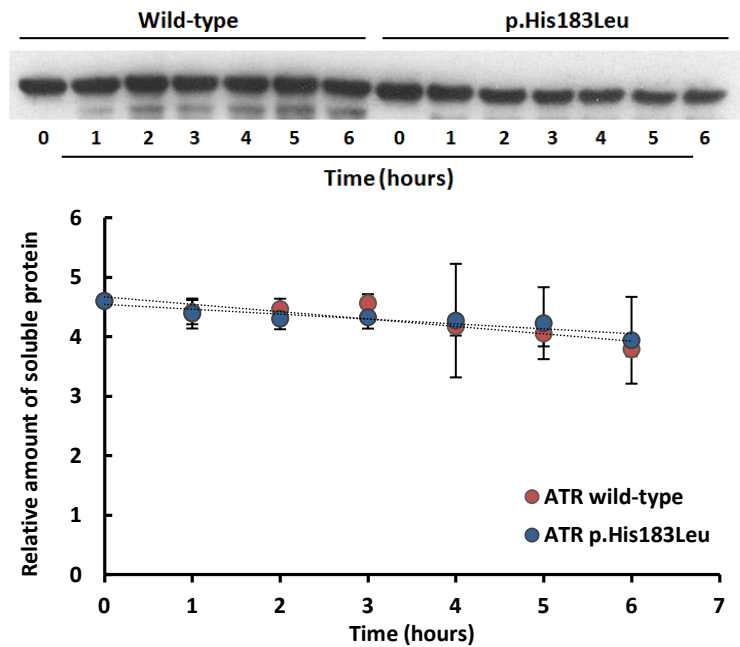 Wild-type p.His183Leu
0 1 2 3 4 5 6 0 1 2 3 4 5 6
Time (hours)
Relative amount of soluble protein
6
5
4
3
2
1
0
ATR wild-type
ATR p.His183Leu
0 1 2 3 4 5 6 7
Time (hours)